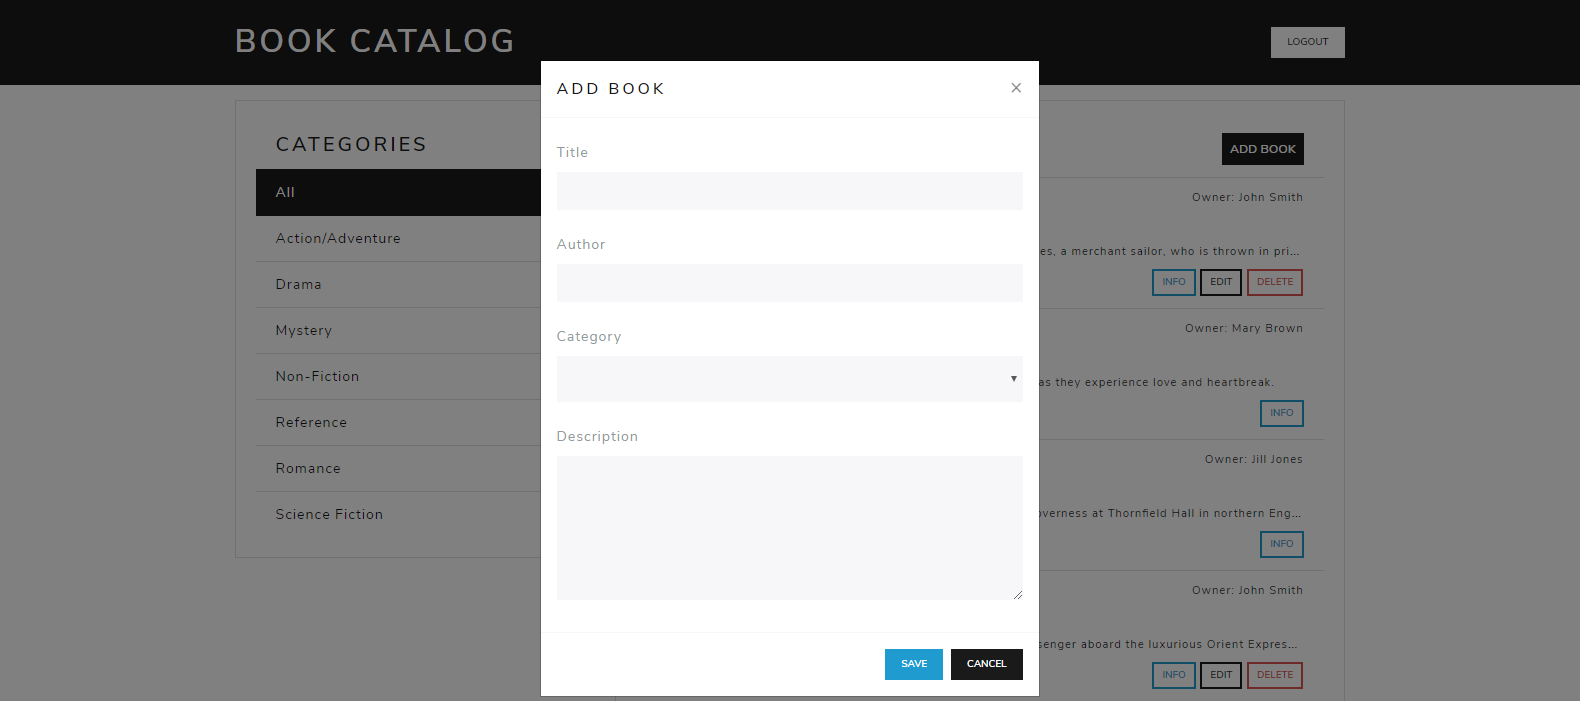 BOOK CATALOG
LOGOUT
ADD BOOK
×
Title
Author
Category
Description
SAVE
CANCEL
CATEGORIES
All
Action/Adventure
Drama
Mystery
Non-Fiction
Reference
Romance
Science Fiction
ADD BOOK
Owner: John Smith
es, a merchant sailor, who is thrown in pri...
INFO EDIT DELETE
Owner: Mary Brown
as they experience love and heartbreak.
INFO
Owner: Jill Jones
overness at Thornfield Hall in northern Eng...
INFO
Owner: John Smith
senger aboard the luxurious Orient Expres...
INFO EDIT DELETE